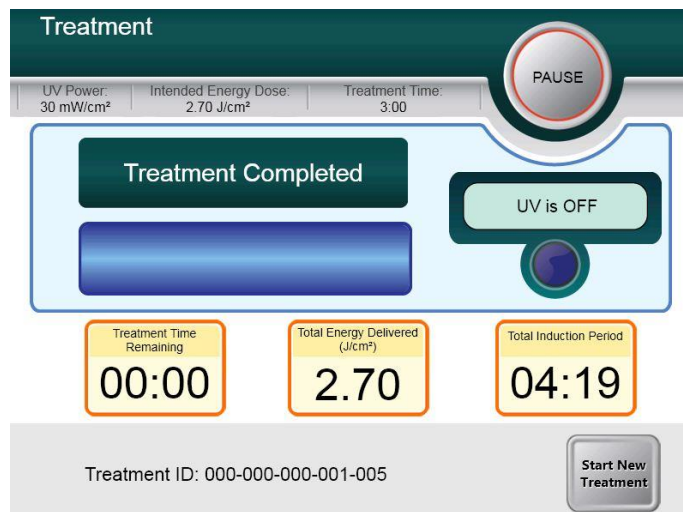 Treatment
PAUSE
UV Power: Intended Energy Dose: Treatment Time:
30 mW/cm² 2.70 J/cm² 3:00
Treatment Completed
UV is OFF
Treatment Time
Remaining
00:00
Total Energy Delivered
(J/cm²)
2.70
Total Induction Period
04:19
Treatment ID: 000-000-000-001-005
Start New
Treatment